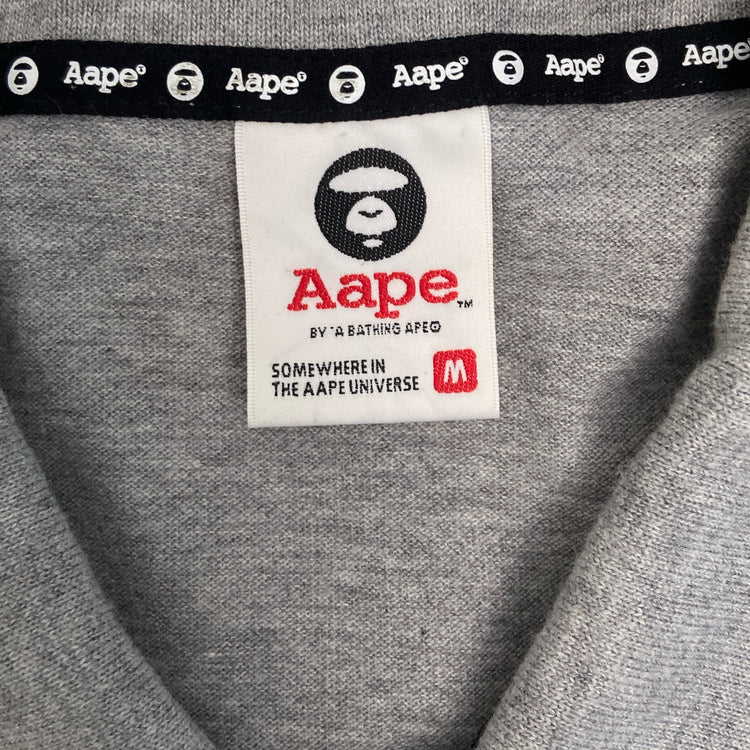 Aape Aape Aape Aape Aape
Aape™
BY *A BATHING APE®
SOMEWHERE IN
THE AAPE UNIVERSE
M